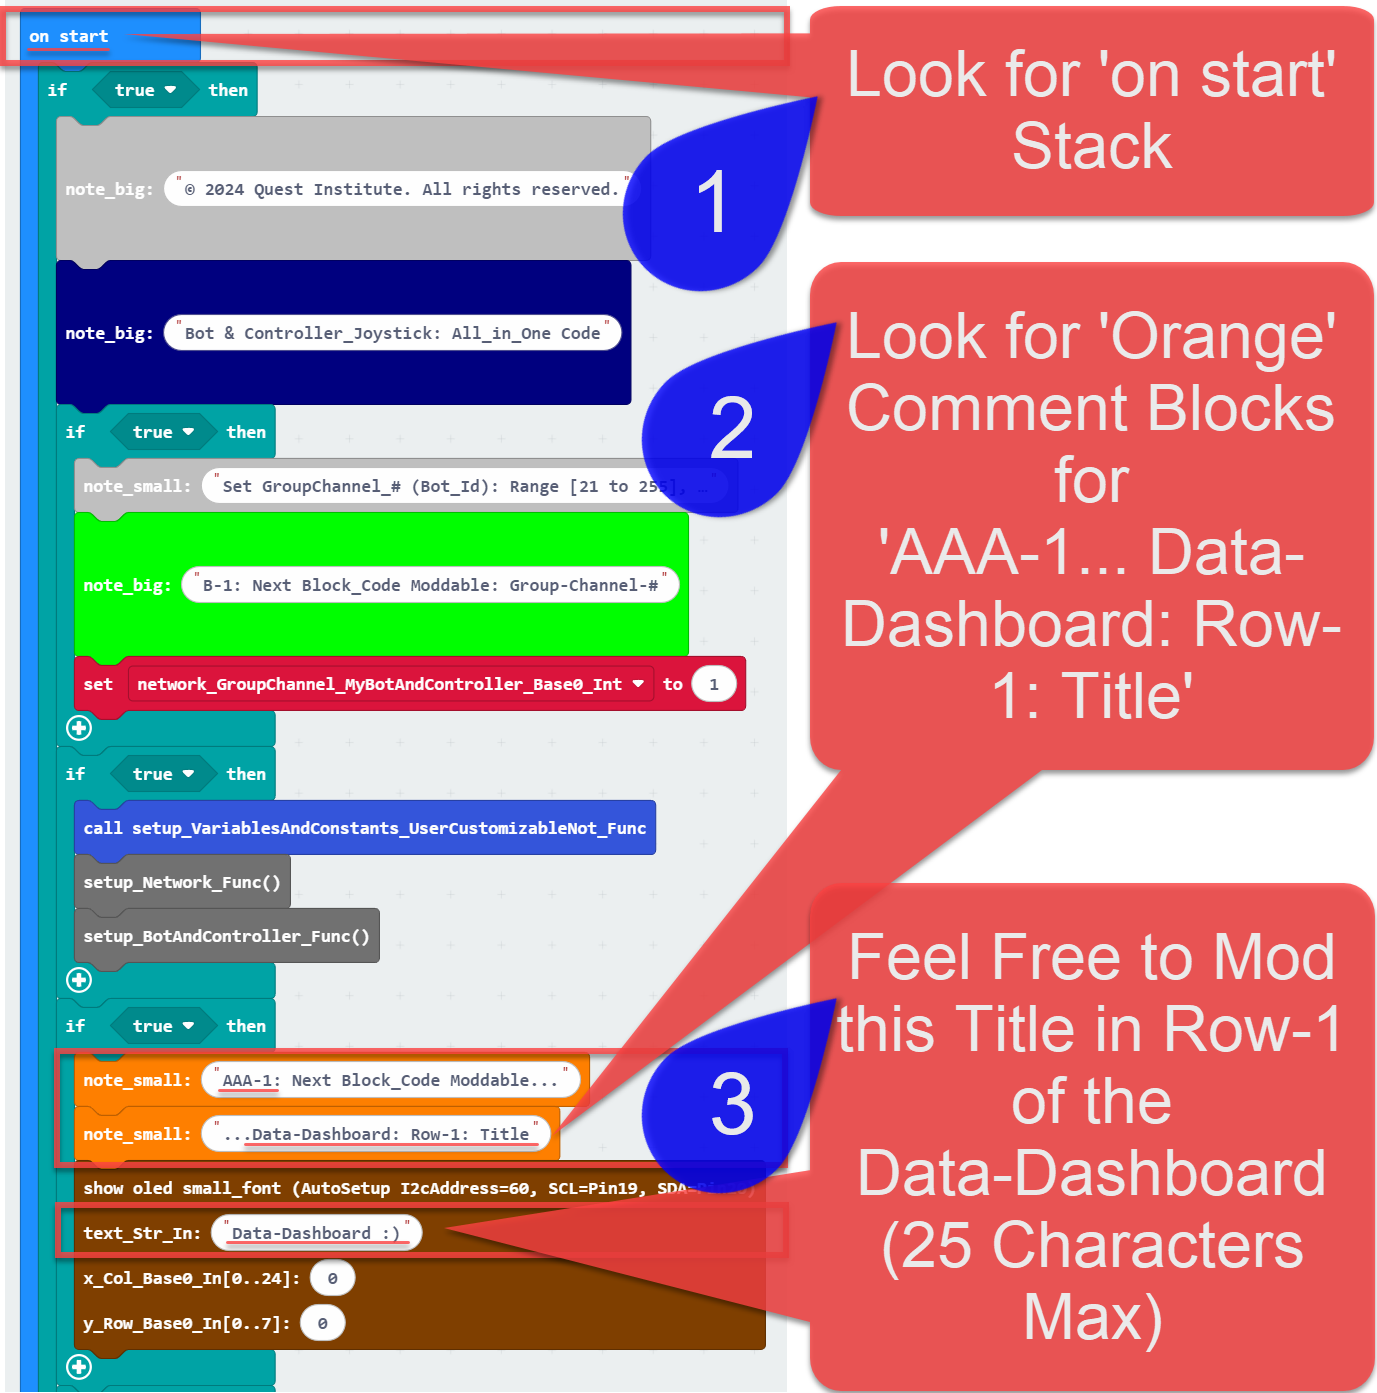 on start
if true then
note_big: "© 2024 Quest Institute. All rights reserved."
note_big: "Bot & Controller_Joystick: All_in_One Code"
if true then
note_small: "Set GroupChannel_# (Bot_Id): Range [21 to 255], …"
note_big: "B-1: Next Block_Code Moddable: Group-Channel-#"
set network_GroupChannel_MyBotAndController_Base0_Int to 1
if true then
call setup_VariablesAndConstants_UserCustomizableNot_Func
setup_Network_Func()
setup_BotAndController_Func()
if true then
note_small: "AAA-1: Next Block_Code Moddable..."
note_small: "...Data-Dashboard: Row-1: Title"
show oled small_font (AutoSetup I2cAddress=60, SCL=Pin19, SDA=
text_Str_In: "Data-Dashboard :)"
x_Col_Base0_In[0..24]: 0
y_Row_Base0_In[0..7]: 0
1
Look for 'on start'
Stack
2
Look for 'Orange'
Comment Blocks
for
'AAA-1... Data-
Dashboard: Row-
1: Title'
3
Feel Free to Mod
this Title in Row-1
of the
Data-Dashboard
(25 Characters
Max)